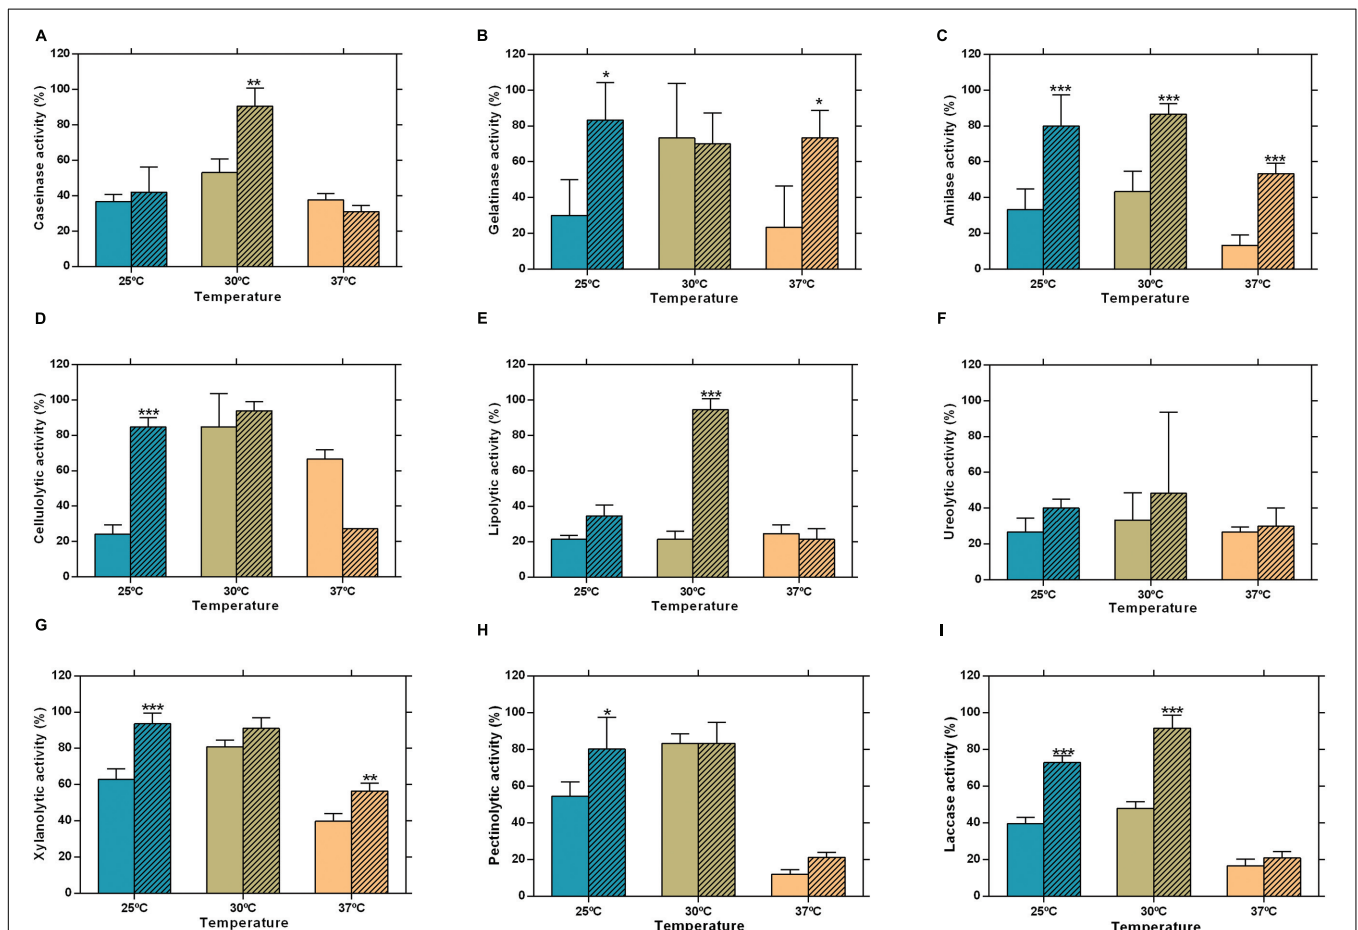 A
120
100
80
60
40
20
0
Caseinase activity (%)
**
25ºC 30ºC 37ºC
Temperature
B
120
100
80
60
40
20
0
Gelatinase activity (%)
* *
25ºC 30ºC 37ºC
Temperature
C
120
100
80
60
40
20
0
Amilase activity (%)
*** *** ***
25ºC 30ºC 37ºC
Temperature
D
120
100
80
60
40
20
0
Cellulolytic activity (%)
***
25ºC 30ºC 37ºC
Temperature
E
120
100
80
60
40
20
0
Lipolytic activity (%)
***
25ºC 30ºC 37ºC
Temperature
F
120
100
80
60
40
20
0
Ureolytic activity (%)
25ºC 30ºC 37ºC
Temperature
G
120
100
80
60
40
20
0
Xylanolytic activity (%)
*** **
25ºC 30ºC 37ºC
Temperature
H
120
100
80
60
40
20
0
Pectinolytic activity (%)
*
25ºC 30ºC 37ºC
Temperature
I
120
100
80
60
40
20
0
Laccase activity (%)
*** ***
25ºC 30ºC 37ºC
Temperature